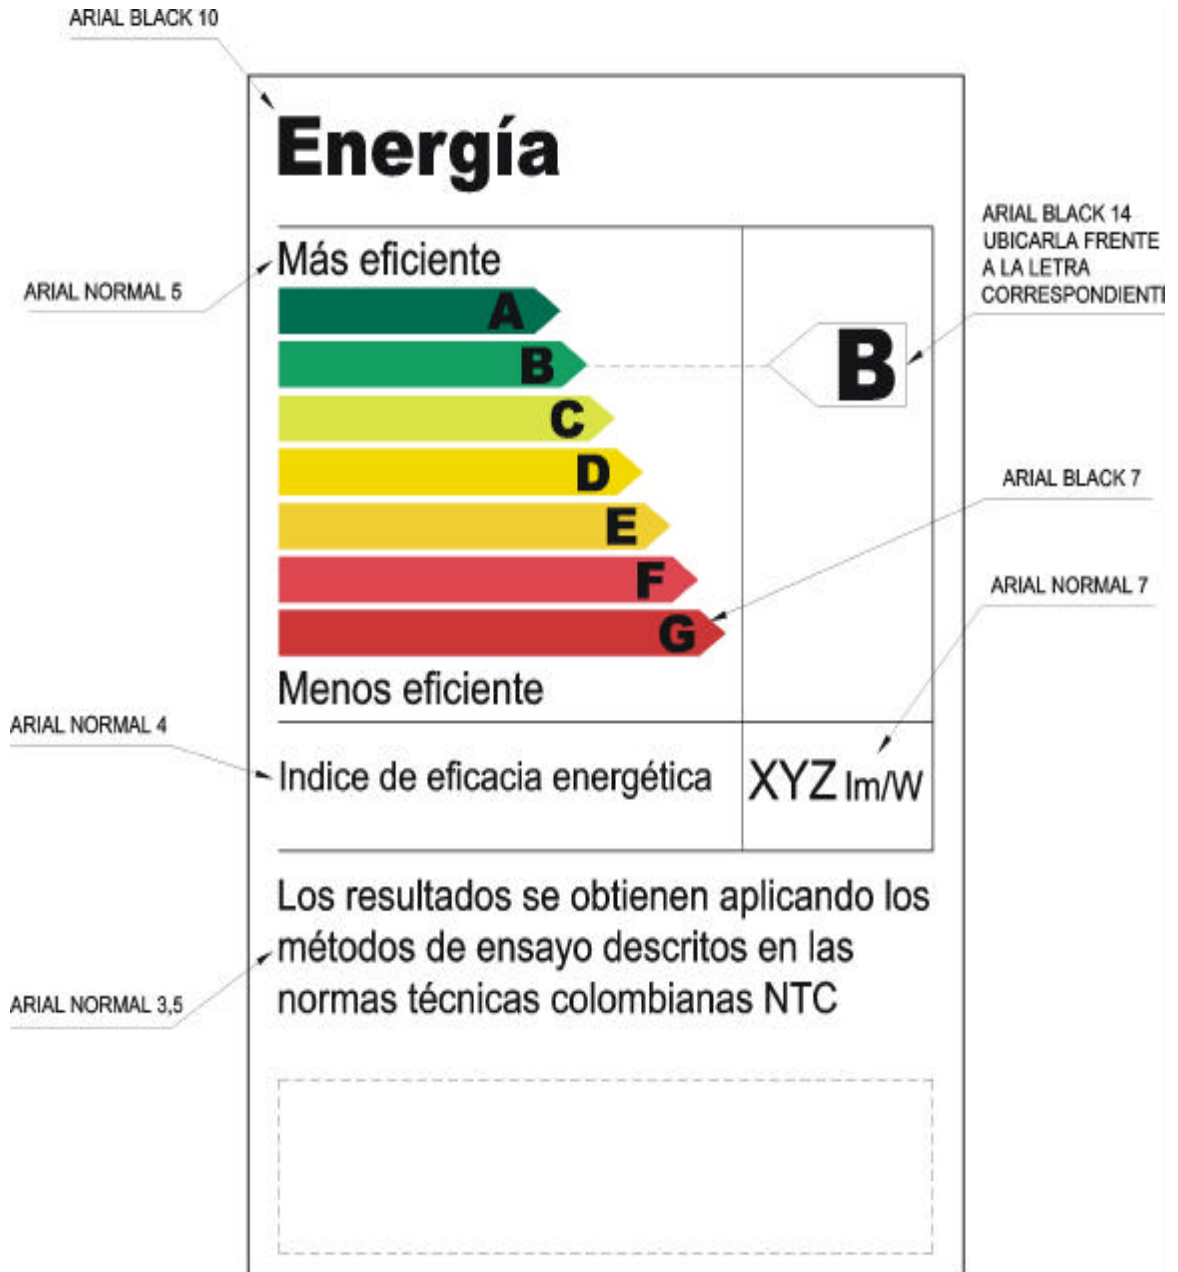 ARIAL BLACK 10
Energía
ARIAL BLACK 14
UBICARLA FRENTE
A LA LETRA
CORRESPONDIENTE
Más eficiente
ARIAL NORMAL 5
A
B
B
C
D
ARIAL BLACK 7
E
F
ARIAL NORMAL 7
G
Menos eficiente
ARIAL NORMAL 4
Indice de eficacia energética
XYZ lm/W
Los resultados se obtienen aplicando los
métodos de ensayo descritos en las
normas técnicas colombianas NTC
ARIAL NORMAL 3,5